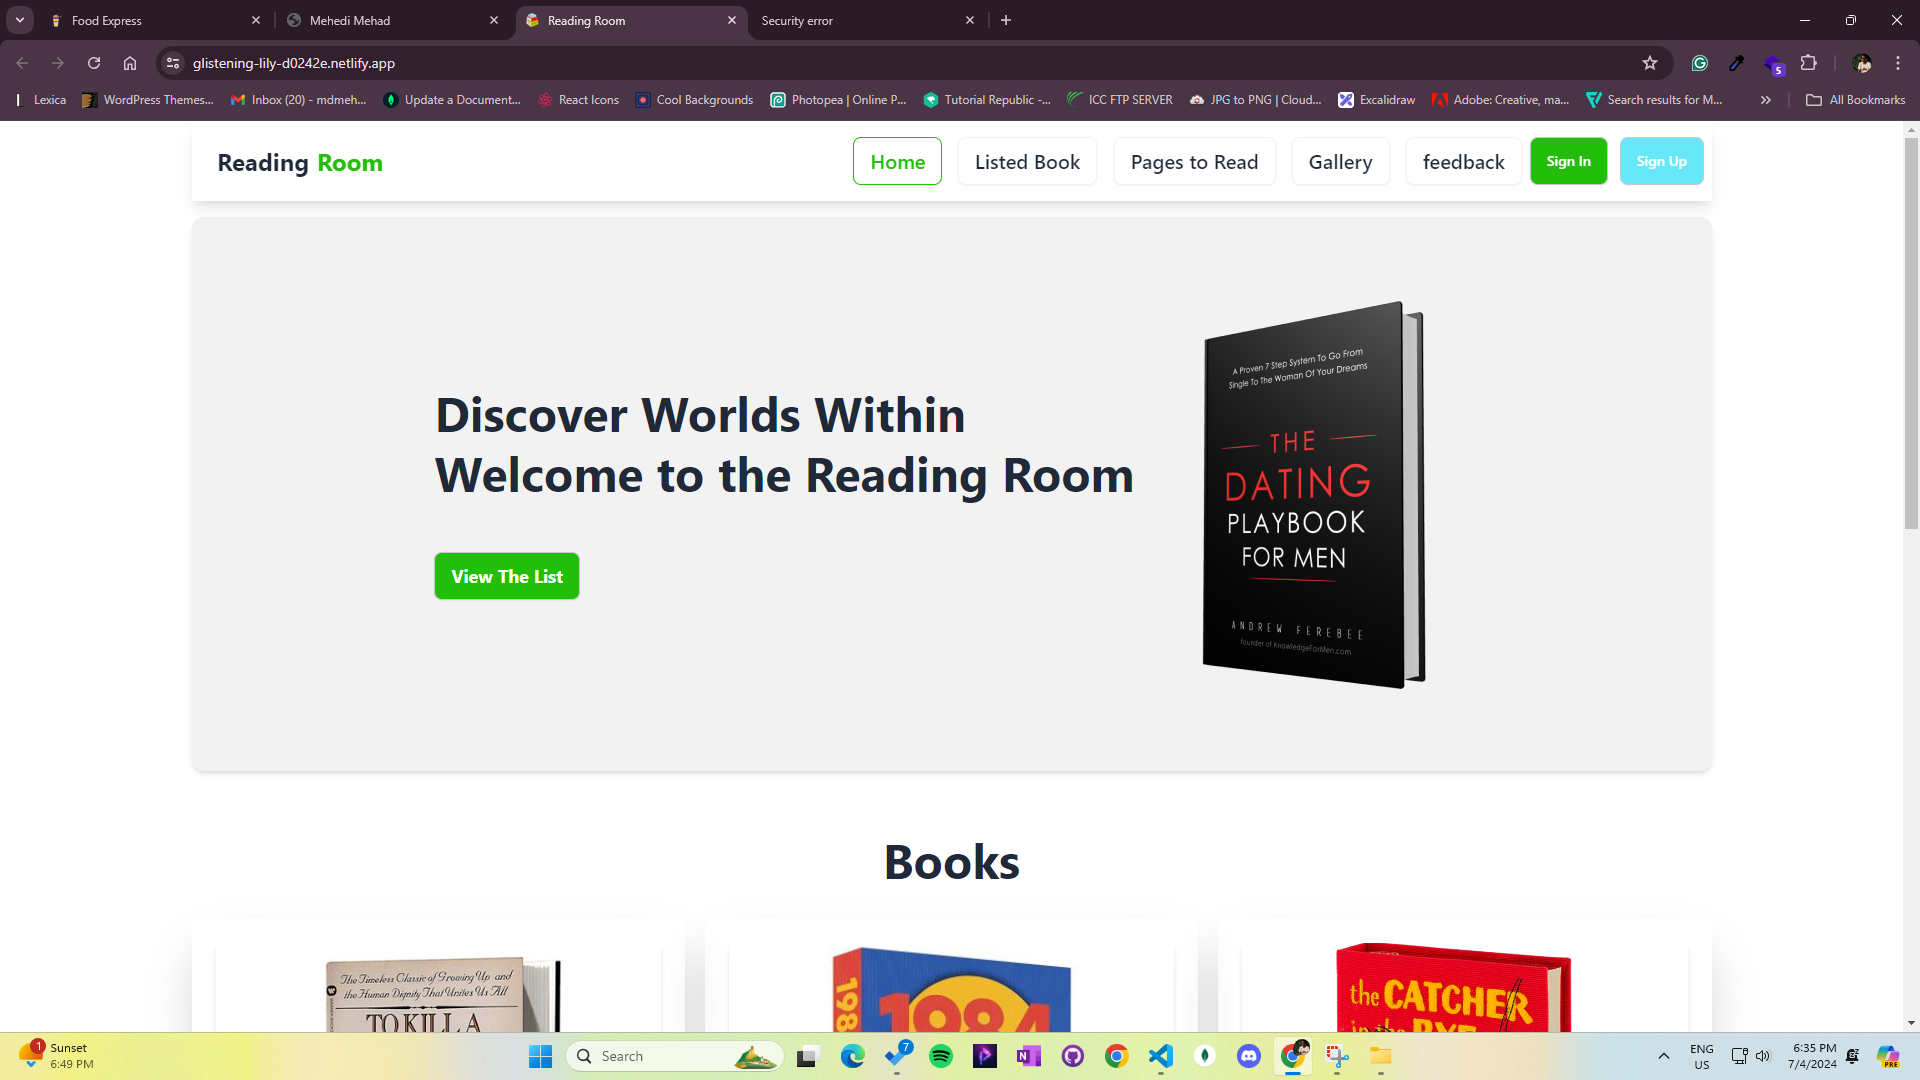 Food Express
Mehedi Mehad
Reading Room
Security error
glistening-lily-d0242e.netlify.app
5
Lexica
WordPress Themes...
Inbox (20) - mdmeh...
Update a Document...
React Icons
Cool Backgrounds
Photopea | Online P...
Tutorial Republic -...
ICC FTP SERVER
JPG to PNG | Cloud...
Excalidraw
Adobe: Creative, ma...
Search results for M...
All Bookmarks
Reading Room
Home
Listed Book
Pages to Read
Gallery
feedback
Sign In
Sign Up
Discover Worlds Within
Welcome to the Reading Room
View The List
A Proven 7 Step System To Go From
Single To The Woman Of Your Dreams
THE
DATING
PLAYBOOK
FOR MEN
ANDREW FEREBEE
founder of KnowledgeForMen.com
Books
The Timeless Classic of Growing Up and
the Human Dignity That Unites Us All
TO KILL A
198
1984
the CATCHER
in the RYE
1
Sunset
6:49 PM
Search
7
ENG
US
6:35 PM
7/4/2024
PRE